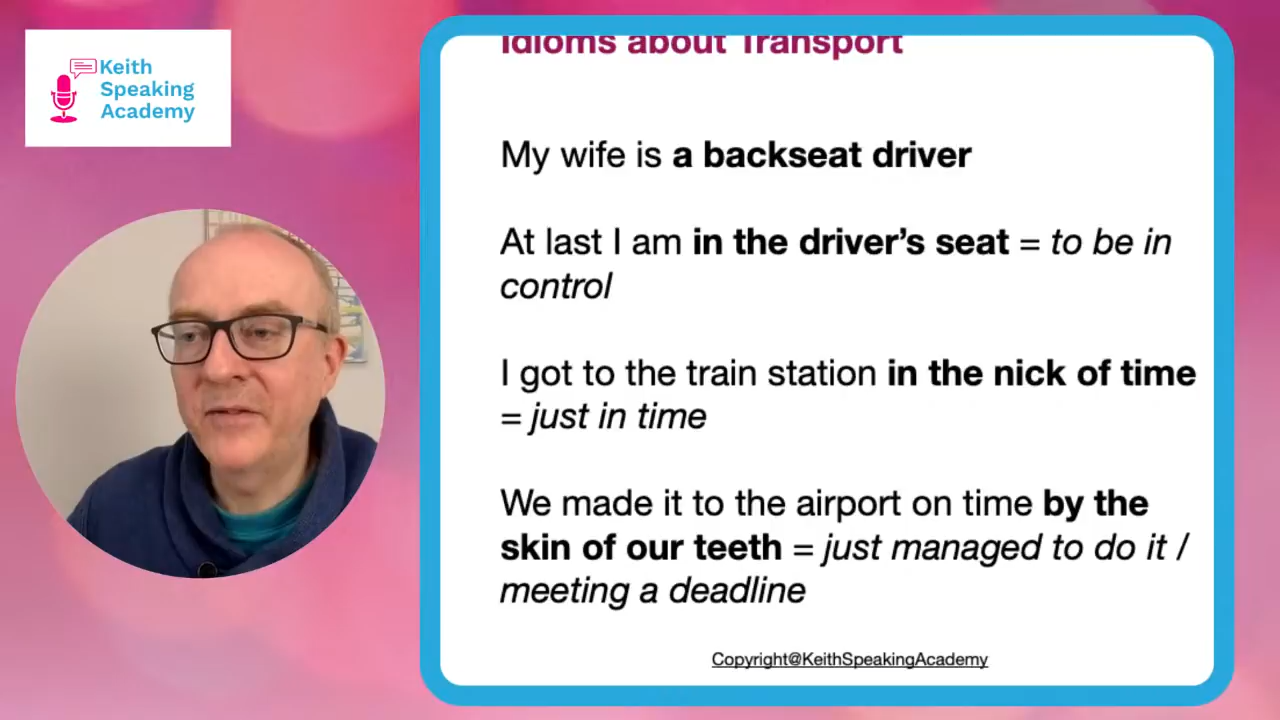 Keith
Speaking
Academy
Idioms about Transport
My wife is a backseat driver
At last I am in the driver’s seat = to be in
control
I got to the train station in the nick of time
= just in time
We made it to the airport on time by the
skin of our teeth = just managed to do it /
meeting a deadline
Copyright@KeithSpeakingAcademy